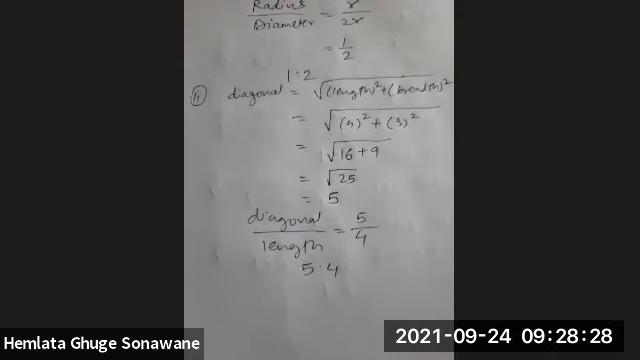 Radius / Diameter = r / 2r
= 1/2
1 : 2
(ii) diagonal = √(length)² + (breadth)²
= √(4)² + (3)²
= √16 + 9
= √25
= 5
diagonal / length = 5 / 4
5 : 4
Hemlata Ghuge Sonawane
2021-09-24 09:28:28